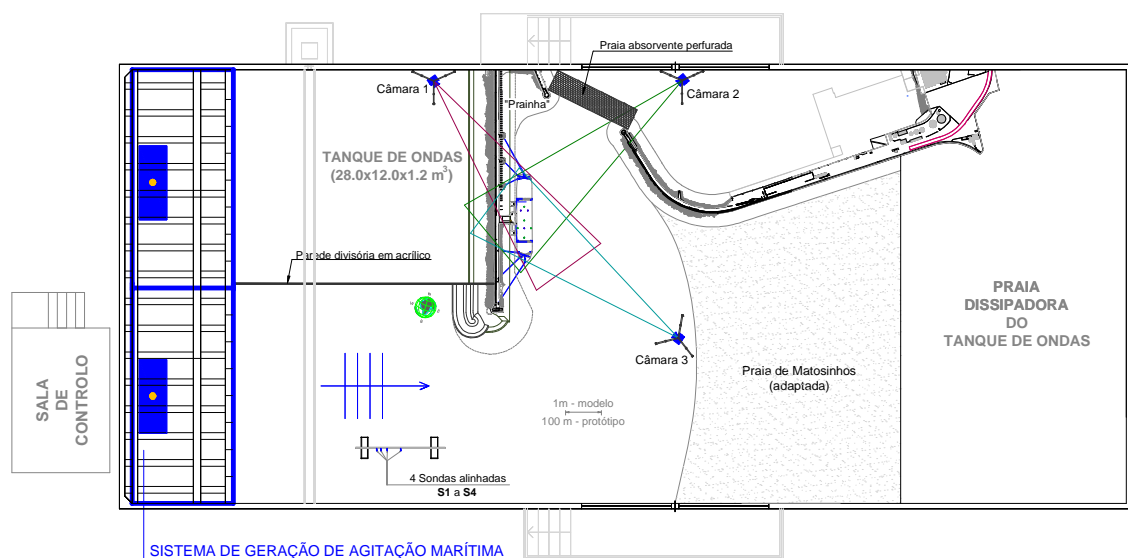 Praia absorvente perfurada
Câmara 1
"Prainha"
Câmara 2
TANQUE DE ONDAS
(28.0x12.0x1.2 m³)
Parede divisória em acrílico
PRAIA
DISSIPADORA
DO
TANQUE DE ONDAS
SALA
DE
CONTROLO
Câmara 3
Praia de Matosinhos
(adaptada)
1m - modelo
100 m - protótipo
4 Sondas alinhadas
S1 a S4
SISTEMA DE GERAÇÃO DE AGITAÇÃO MARÍTIMA